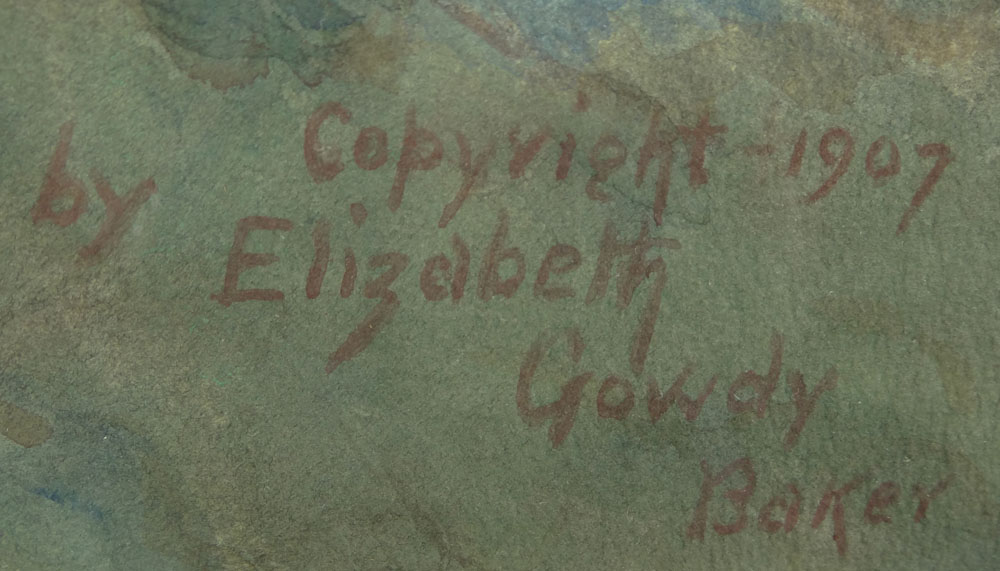 Copyright - 1907
by Elizabeth
Gowdy
Baker